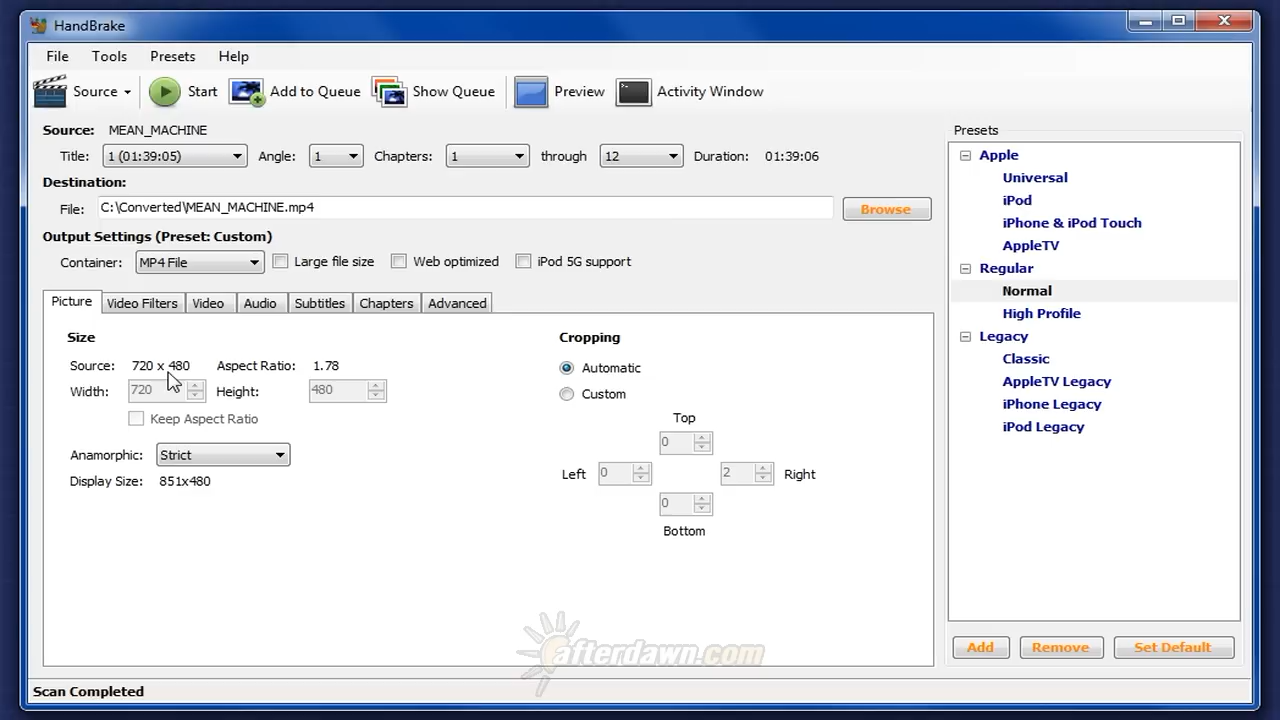 HandBrake
File Tools Presets Help
Source Start Add to Queue Show Queue Preview Activity Window
Source: MEAN_MACHINE
Title: 1 (01:39:05) Angle: 1 Chapters: 1 through 12 Duration: 01:39:06
Destination:
File: C:\Converted\MEAN_MACHINE.mp4 Browse
Output Settings (Preset: Custom)
Container: MP4 File Large file size Web optimized iPod 5G support
Picture Video Filters Video Audio Subtitles Chapters Advanced
Size
Source: 720 x 480 Aspect Ratio: 1.78
Width: 720 Height: 480
Keep Aspect Ratio
Anamorphic: Strict
Display Size: 851x480
Cropping
Automatic
Custom
Top
0
Left 0 2 Right
0
Bottom
Presets
Apple
Universal
iPod
iPhone & iPod Touch
AppleTV
Regular
Normal
High Profile
Legacy
Classic
AppleTV Legacy
iPhone Legacy
iPod Legacy
Add Remove Set Default
afterdawn.com
Scan Completed